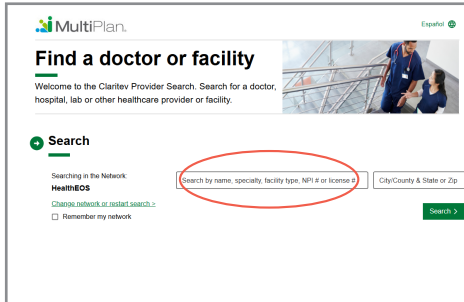 MultiPlan.
Español
Find a doctor or facility
Welcome to the Claritev Provider
Search. Search for a doctor,
hospital, lab or other healthcare
provider or facility.
Search
Searching in the Network:
HealthEOS
Change network or restart search >
Remember my network
Search by name, specialty, facility type, NPI # or license #
City/County & State or Zip
Search >